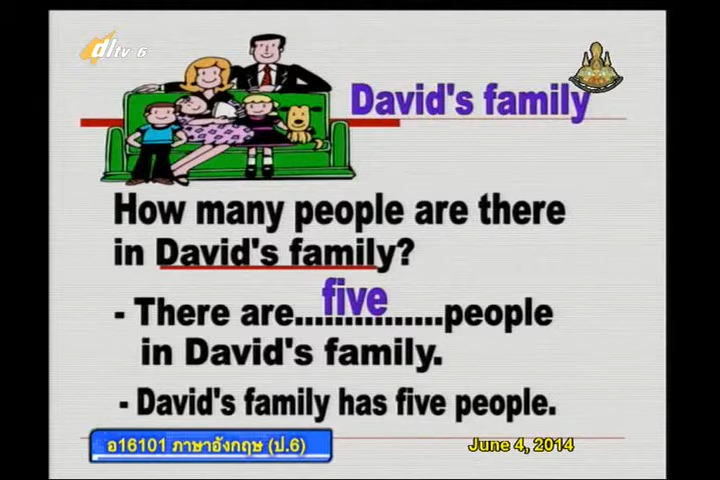 dltv 6
David's family
How many people are there
in David's family?
- There are......five...........people
in David's family.
- David's family has five people.
อ16101 ภาษาอังกฤษ (ป.6)
June 4, 2014